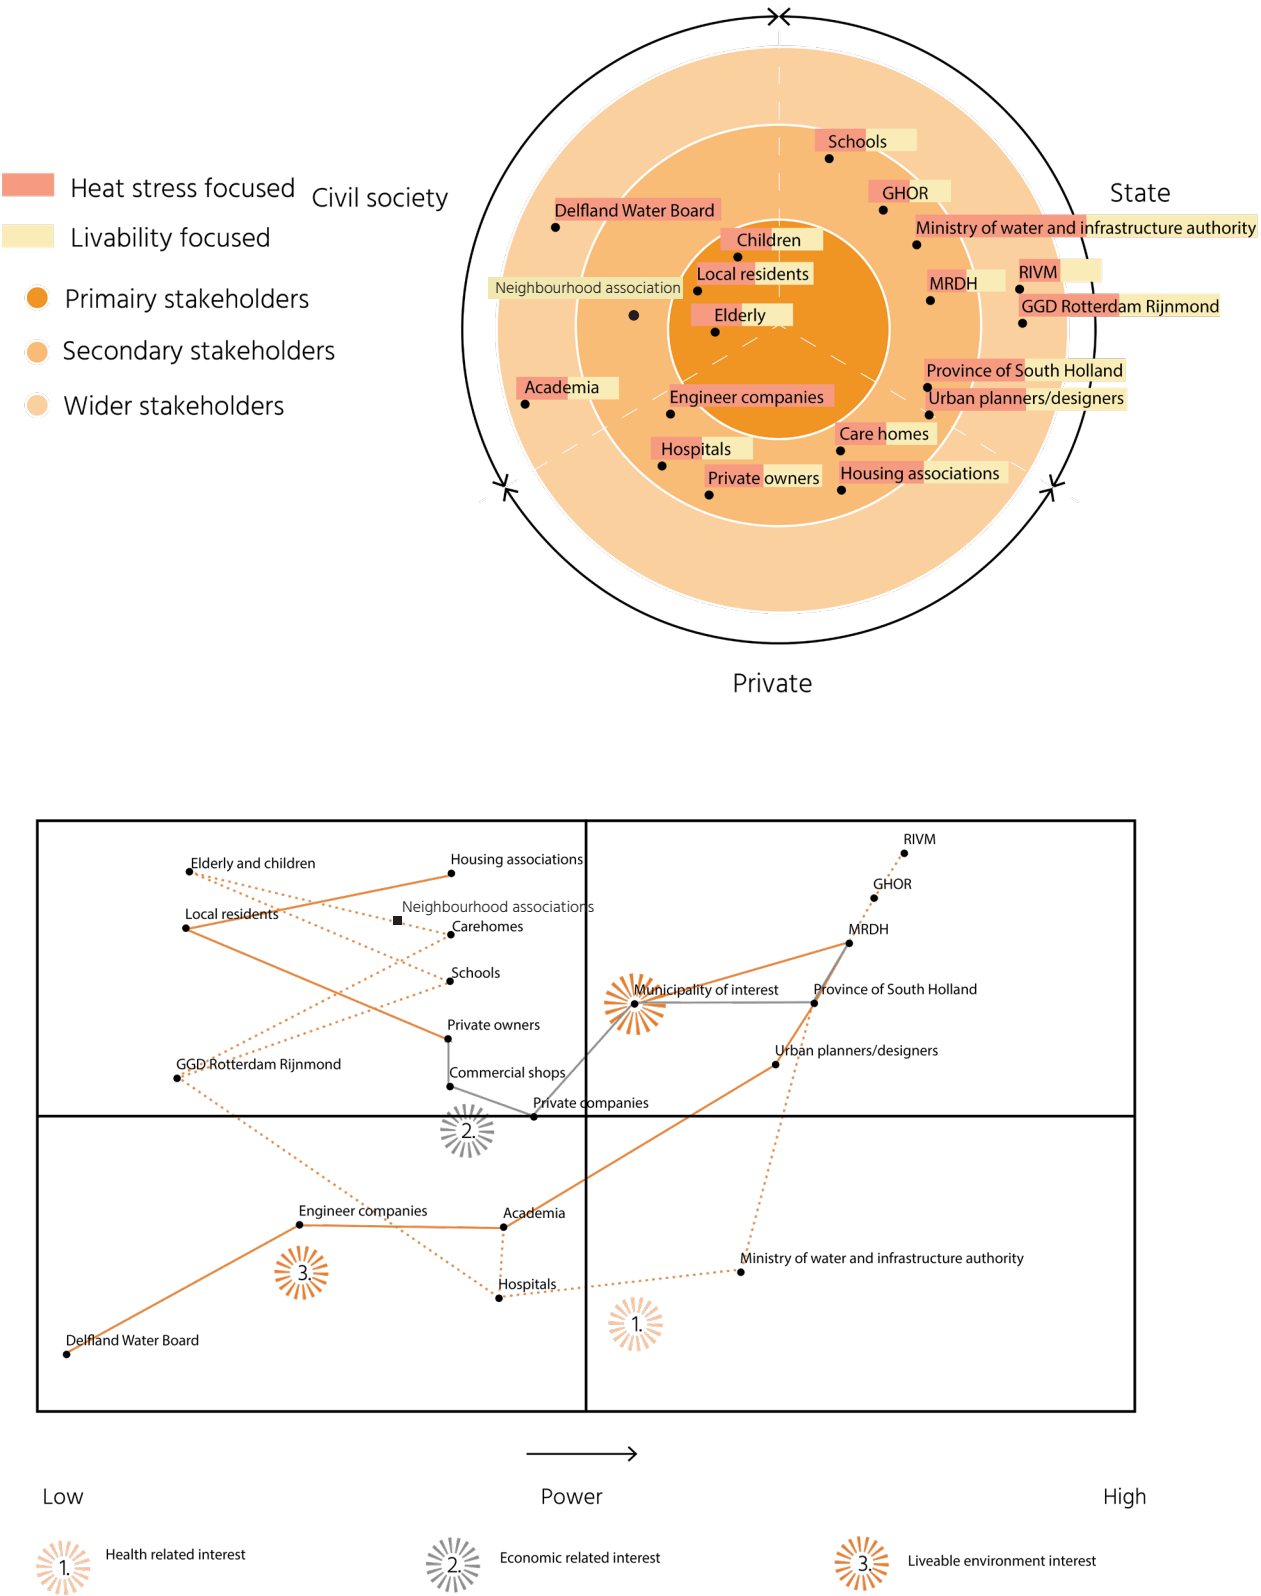 Heat stress focused
Livability focused
Primairy stakeholders
Secondary stakeholders
Wider stakeholders
Civil society
State
Private
Schools
GHOR
Delfland Water Board
Ministry of water and infrastructure authority
Children
Local residents
RIVM
MRDH
Neighbourhood association
GGD Rotterdam Rijnmond
Elderly
Province of South Holland
Academia
Engineer companies
Urban planners/designers
Care homes
Hospitals
Private owners
Housing associations
RIVM
Elderly and children
Housing associations
GHOR
Neighbourhood associations
Local residents
Carehomes
MRDH
Schools
Municipality of interest
Province of South Holland
Private owners
Urban planners/designers
GGD Rotterdam Rijnmond
Commercial shops
Private companies
2.
Engineer companies
Academia
Ministry of water and infrastructure authority
3.
Hospitals
1.
Delfland Water Board
Low
Power
High
1.
Health related interest
2.
Economic related interest
3.
Liveable environment interest